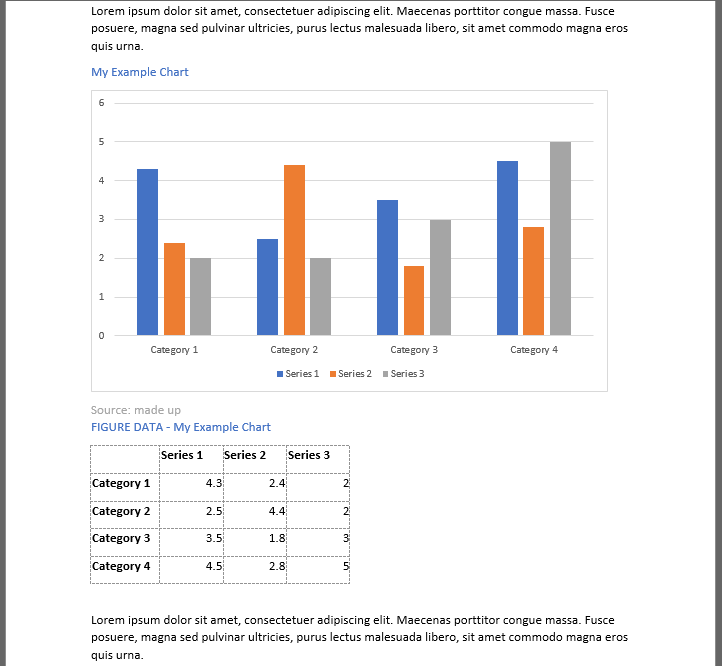 Lorem ipsum dolor sit amet, consectetuer adipiscing elit. Maecenas porttitor congue massa. Fusce
posuere, magna sed pulvinar ultricies, purus lectus malesuada libero, sit amet commodo magna eros
quis urna.
My Example Chart
6
5
4
3
2
1
0
Category 1 Category 2 Category 3 Category 4
Series 1 Series 2 Series 3
Source: made up
FIGURE DATA - My Example Chart
Series 1 Series 2 Series 3
Category 1 4.3 2.4 2
Category 2 2.5 4.4 2
Category 3 3.5 1.8 3
Category 4 4.5 2.8 5
Lorem ipsum dolor sit amet, consectetuer adipiscing elit. Maecenas porttitor congue massa. Fusce
posuere, magna sed pulvinar ultricies, purus lectus malesuada libero, sit amet commodo magna eros
quis urna.